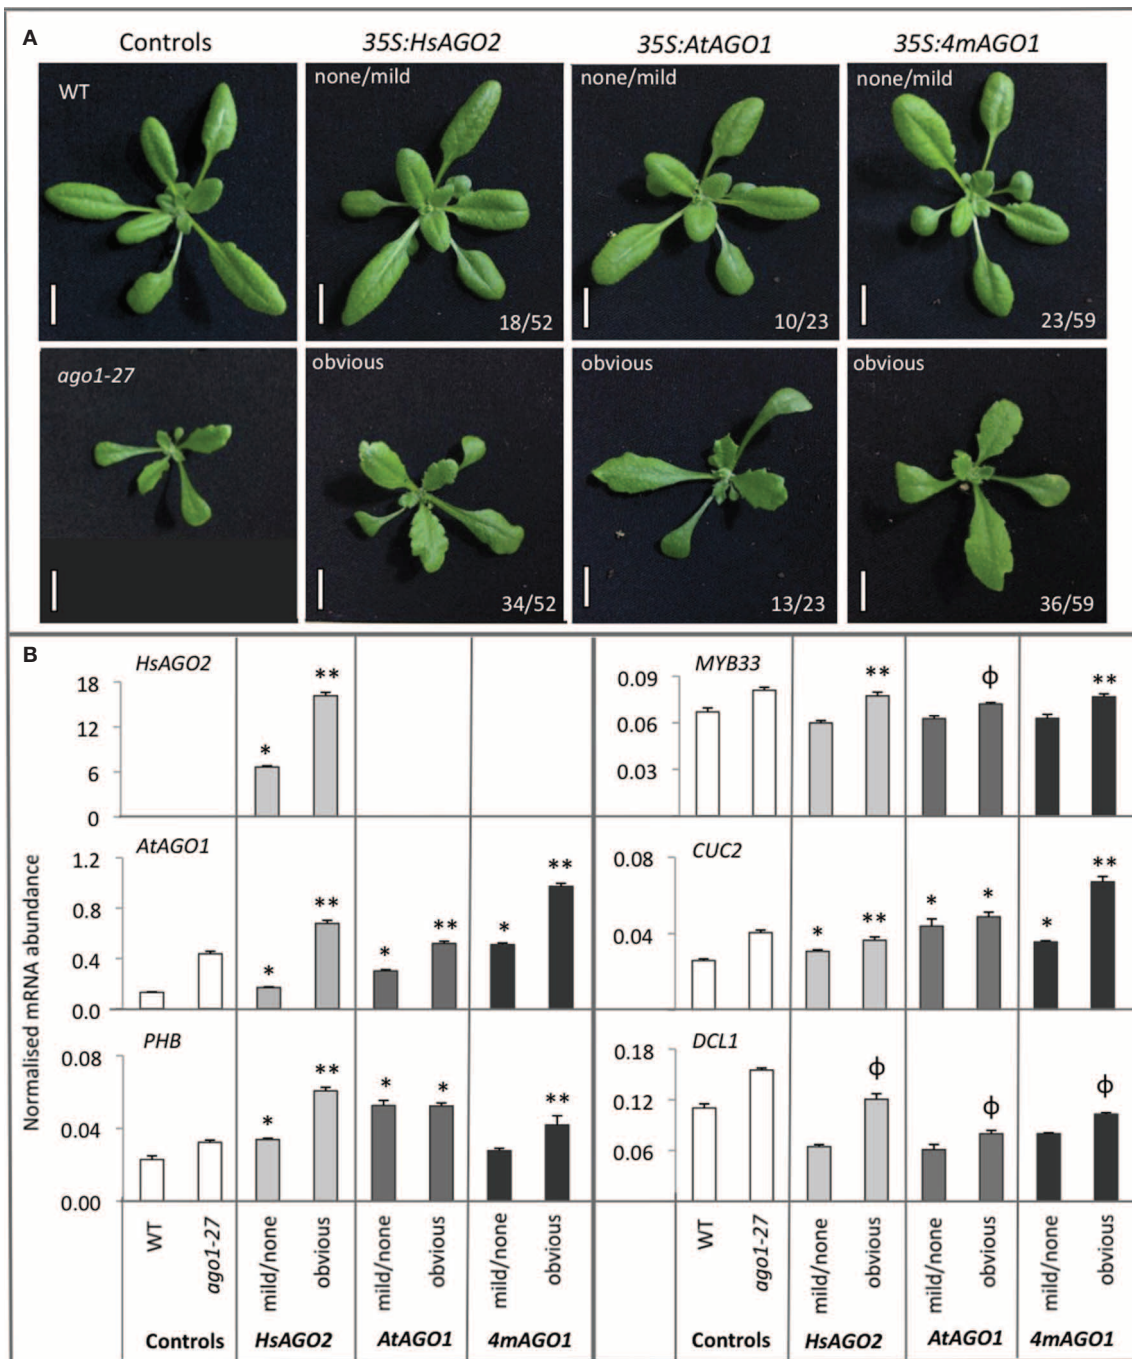 A
Controls 35S:HsAGO2 35S:AtAGO1 35S:4mAGO1
WT none/mild none/mild none/mild
18/52 10/23 23/59
ago1-27 obvious obvious obvious
34/52 13/23 36/59
B
Normalised mRNA abundance
HsAGO2
18
12
6
0
* **
AtAGO1
1.2
0.8
0.4
0.0
* ** * ** * **
PHB
0.08
0.04
0.00
* ** * * **
WT ago1-27 mild/none obvious mild/none obvious mild/none obvious
Controls HsAGO2 AtAGO1 4mAGO1
MYB33
0.09
0.06
0.03
** ϕ **
CUC2
0.08
0.04
* ** * * * **
DCL1
0.18
0.12
0.06
ϕ ϕ ϕ
WT ago1-27 mild/none obvious mild/none obvious mild/none obvious
Controls HsAGO2 AtAGO1 4mAGO1